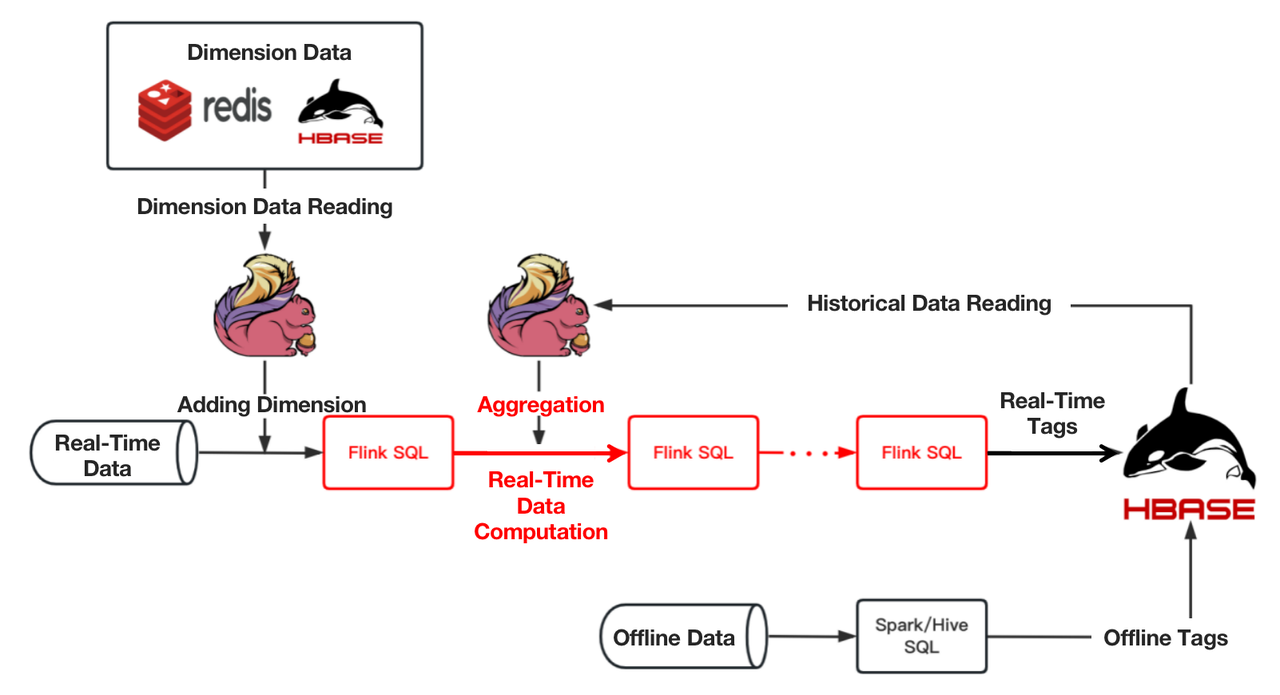 Dimension Data
redis
HBASE
Dimension Data Reading
Historical Data Reading
Adding Dimension
Aggregation
Real-Time
Tags
Real-Time
Data
Flink SQL
Flink SQL
Flink SQL
Real-Time
Data
Computation
HBASE
Offline Data
Spark/Hive
SQL
Offline Tags